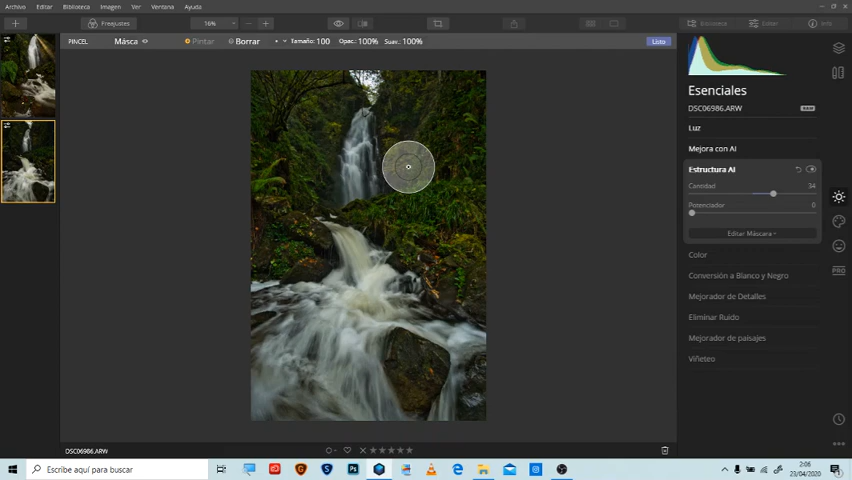 Archivo Editar Biblioteca Imagen Ver Ventana Ayuda
Preajustes 16% Biblioteca Editar Info
PINCEL Másca Pintar Borrar Tamaño: 100 Opac.: 100% Suav.: 100% Listo
Esenciales
DSC06986.ARW
Luz
Mejora con AI
Estructura AI
Cantidad 34
Potenciador 0
Editar Máscara
Color
Conversión a Blanco y Negro
Mejorador de Detalles
Eliminar Ruido
Mejorador de paisajes
Viñeteo
PRO
DSC06986.ARW
Escribe aquí para buscar
2:06
23/04/2020